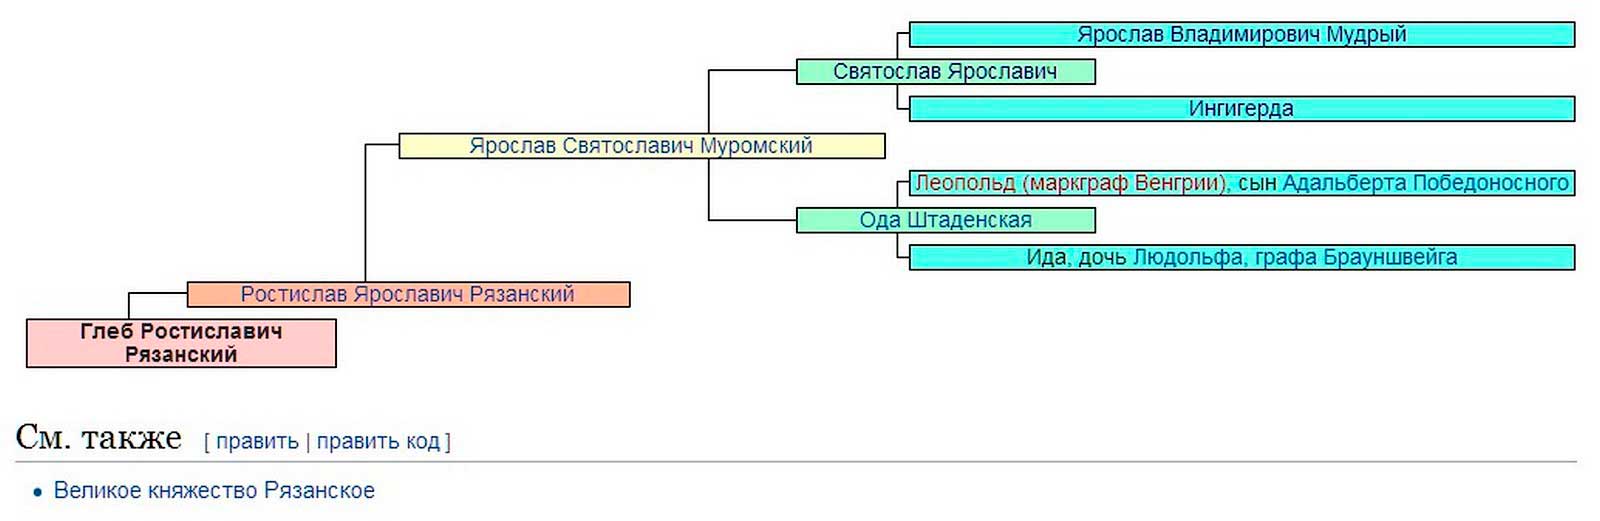 Ярослав Владимирович Мудрый
Святослав Ярославич
Ингигерда
Ярослав Святославич Муромский
Леопольд (маркграф Венгрии), сын Адальберта Победоносного
Ода Штаденская
Ида, дочь Людольфа, графа Брауншвейга
Ростислав Ярославич Рязанский
Глеб Ростиславич
Рязанский
См. также [ править | править код ]
• Великое княжество Рязанское